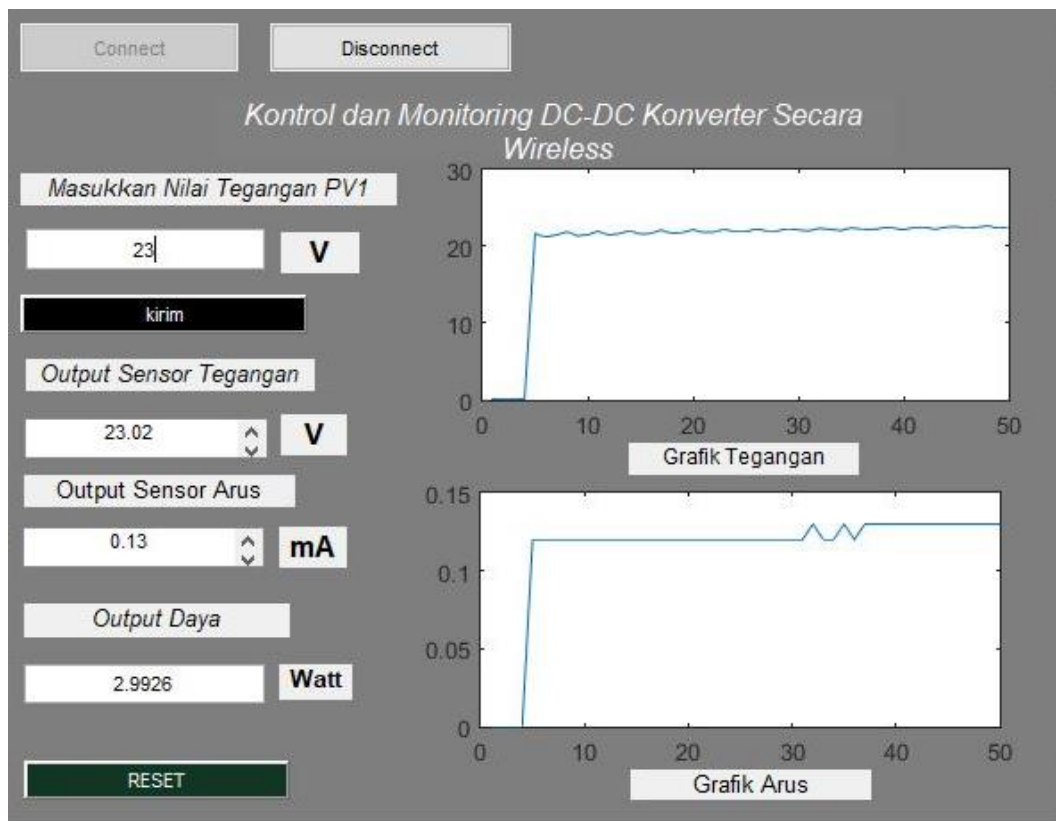 Connect
Disconnect
Kontrol dan Monitoring DC-DC Konverter Secara
Wireless
Masukkan Nilai Tegangan PV1
23
V
kirim
Output Sensor Tegangan
23.02
V
Output Sensor Arus
0.13
mA
Output Daya
2.9926
Watt
RESET
30
20
10
0
0 10 20 30 40 50
Grafik Tegangan
0.15
0.1
0.05
0
0 10 20 30 40 50
Grafik Arus